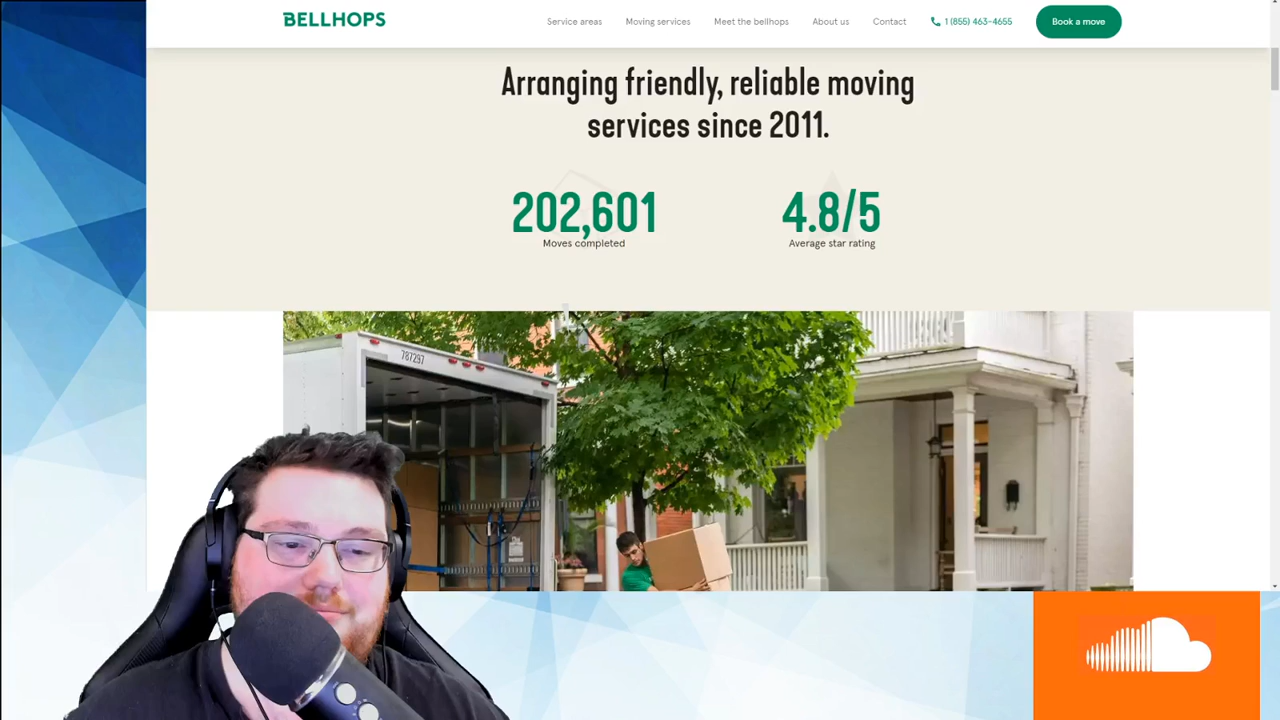 BELLHOPS
Service areas
Moving services
Meet the bellhops
About us
Contact
1 (855) 463-4655
Book a move
Arranging friendly, reliable moving
services since 2011.
202,601
Moves completed
4.8/5
Average star rating
787297